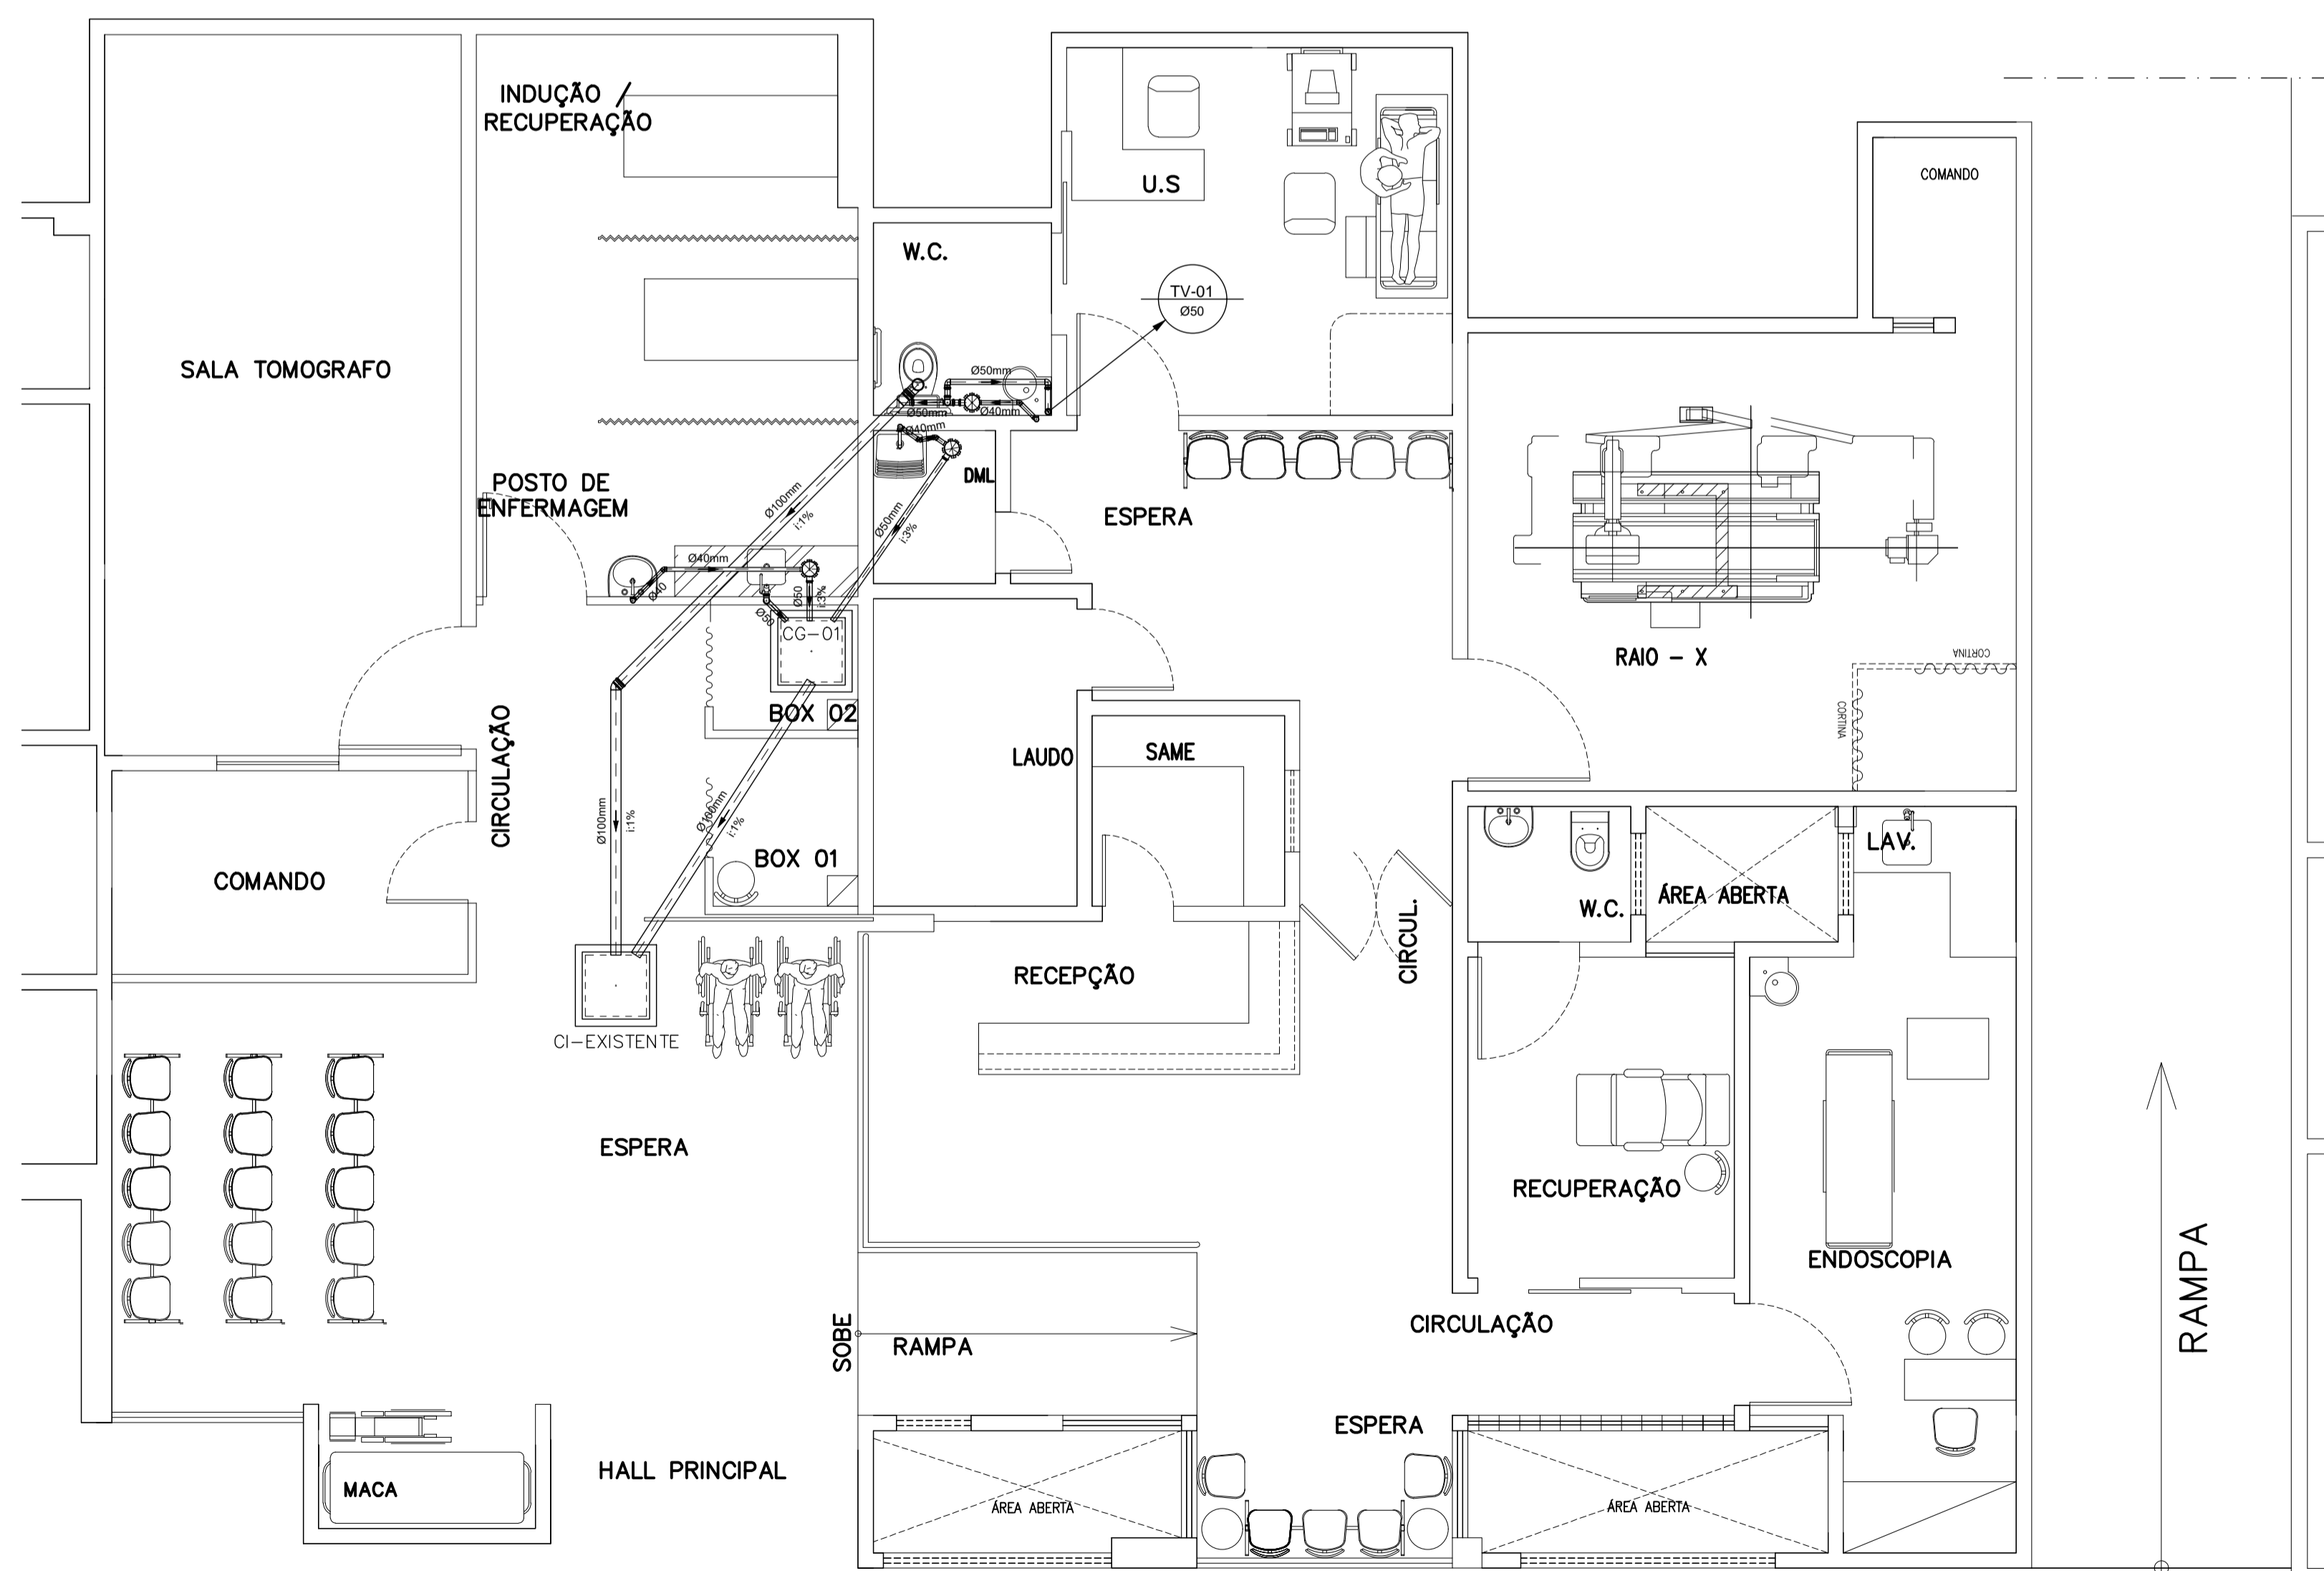 INDUÇÃO /
RECUPERAÇÃO
U.S
COMANDO
W.C.
TV-01
Ø50
SALA TOMOGRAFO
Ø50mm
Ø50mm
Ø40mm
Ø40mm
DML
POSTO DE
ENFERMAGEM
Ø100mm
i:1%
Ø50mm
i:3%
ESPERA
Ø40mm
Ø40
Ø50
i:3%
Ø50
CG-01
RAIO - X
CORTINA
CORTINA
BOX 02
CIRCULAÇÃO
LAUDO
SAME
Ø100mm
i:1%
Ø100mm
i:1%
COMANDO
BOX 01
LAV.
W.C.
ÁREA ABERTA
CIRCUL.
RECEPÇÃO
CI-EXISTENTE
ESPERA
RECUPERAÇÃO
ENDOSCOPIA
RAMPA
SOBE
RAMPA
CIRCULAÇÃO
ESPERA
HALL PRINCIPAL
MACA
ÁREA ABERTA
ÁREA ABERTA